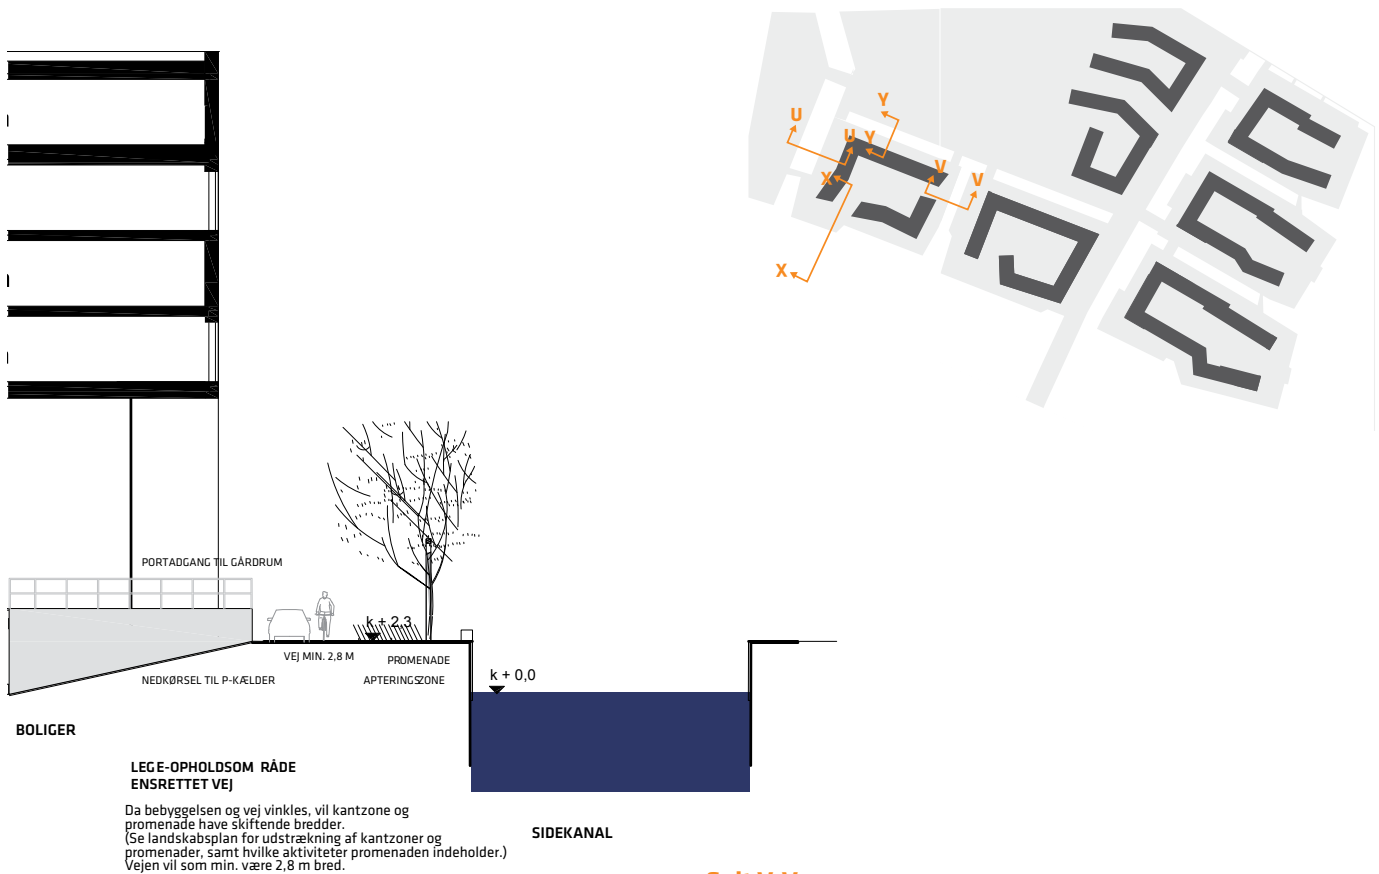 Y
U
U Y
V
X
V
X
PORTADGANG TIL GÅRDRUM
k + 2,3
VEJ MIN. 2,8 M
PROMENADE
NEDKØRSEL TIL P-KÆLDER
APTERINGSZONE
k + 0,0
BOLIGER
LEGE-OPHOLDSOM RÅDE
ENSRETTET VEJ
Da bebyggelsen og vej vinkles, vil kantzone og
promenade have skiftende bredder.
(Se landskabsplan for udstrækning af kantzoner og
promenader, samt hvilke aktiviteter promenaden indeholder.)
Vejen vil som min. være 2,8 m bred.
SIDEKANAL